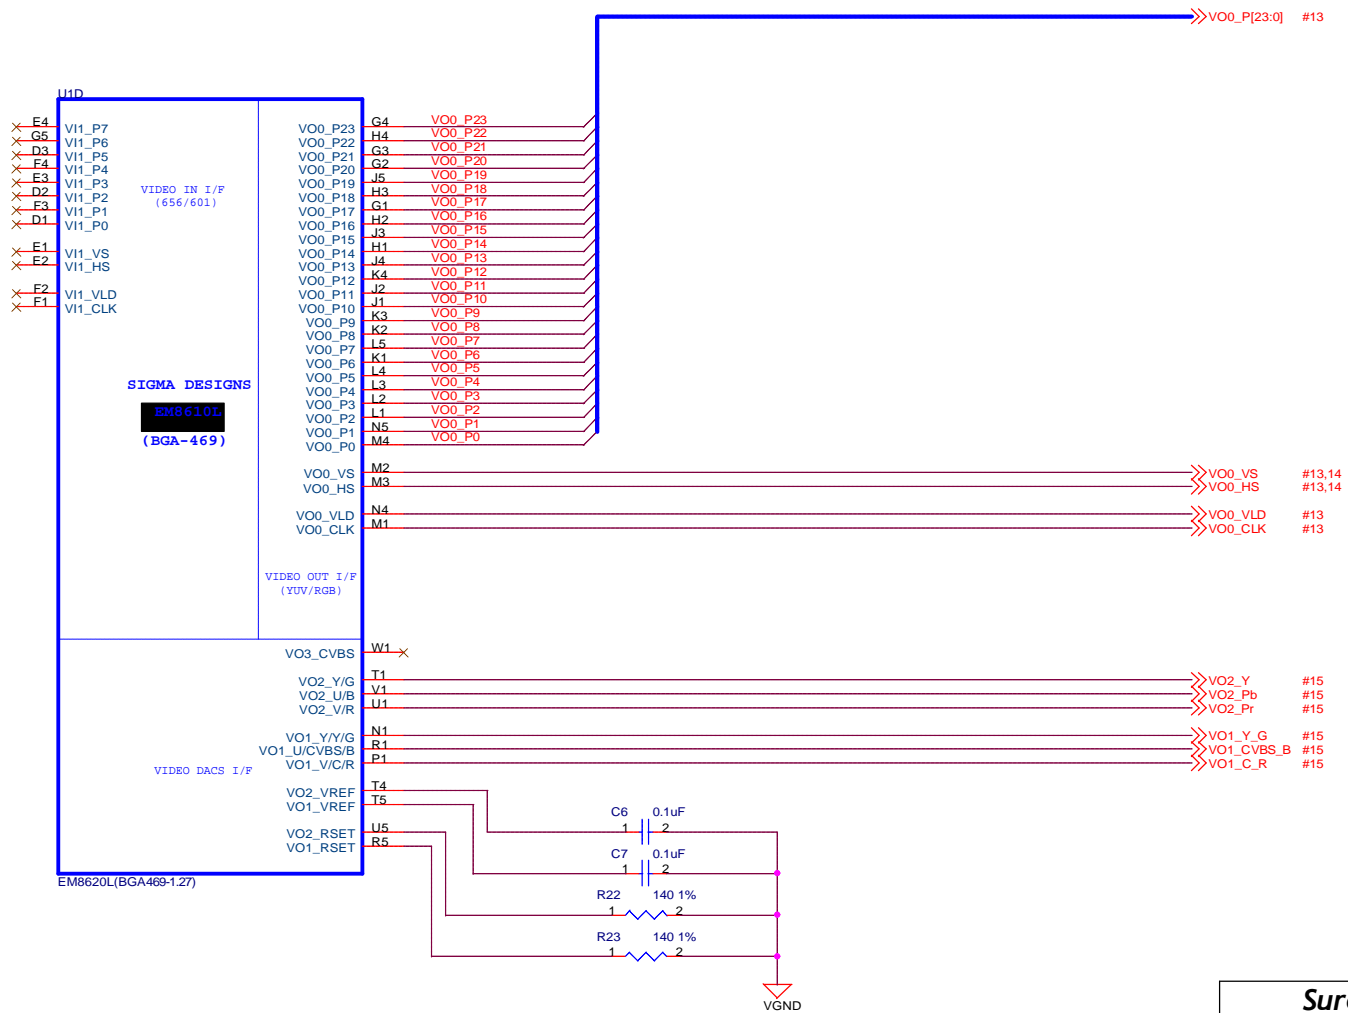 VO0_P[23:0] #13
U1D
E4 VI1_P7
G5 VI1_P6
D3 VI1_P5
F4 VI1_P4
E3 VI1_P3
D2 VI1_P2
F3 VI1_P1
D1 VI1_P0
E1 VI1_VS
E2 VI1_HS
F2 VI1_VLD
F1 VI1_CLK
VIDEO IN I/F
(656/601)
SIGMA DESIGNS
EM8610L
(BGA-469)
VO0_P23 G4 VO0_P23
VO0_P22 H4 VO0_P22
VO0_P21 G3 VO0_P21
VO0_P20 G2 VO0_P20
VO0_P19 J5 VO0_P19
VO0_P18 H3 VO0_P18
VO0_P17 G1 VO0_P17
VO0_P16 H2 VO0_P16
VO0_P15 J3 VO0_P15
VO0_P14 H1 VO0_P14
VO0_P13 J4 VO0_P13
VO0_P12 K4 VO0_P12
VO0_P11 J2 VO0_P11
VO0_P10 J1 VO0_P10
VO0_P9 K3 VO0_P9
VO0_P8 K2 VO0_P8
VO0_P7 L5 VO0_P7
VO0_P6 K1 VO0_P6
VO0_P5 L4 VO0_P5
VO0_P4 L3 VO0_P4
VO0_P3 L2 VO0_P3
VO0_P2 L1 VO0_P2
VO0_P1 N5 VO0_P1
VO0_P0 M4 VO0_P0
VO0_VS M2 VO0_VS #13,14
VO0_HS M3 VO0_HS #13,14
VO0_VLD N4 VO0_VLD #13
VO0_CLK M1 VO0_CLK #13
VIDEO OUT I/F
(YUV/RGB)
VO3_CVBS W1
VO2_Y/G T1 VO2_Y #15
VO2_U/B V1 VO2_Pb #15
VO2_V/R U1 VO2_Pr #15
VO1_Y/Y/G N1 VO1_Y_G #15
VO1_U/CVBS/B R1 VO1_CVBS_B #15
VO1_V/C/R P1 VO1_C_R #15
VIDEO DACS I/F
VO2_VREF T4
VO1_VREF T5
VO2_RSET U5
VO1_RSET R5
EM8620L(BGA469-1.27)
C6 0.1uF
1 2
C7 0.1uF
1 2
R22 140 1%
1 2
R23 140 1%
1 2
VGND